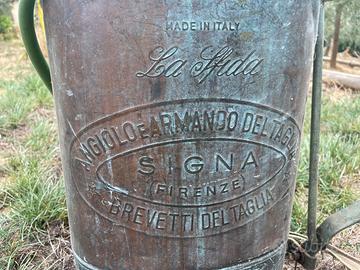 MADE IN ITALY
La Sfida
ANGIOLO E ARMANDO DEL TAGLIA
SIGNA
(FIRENZE)
BREVETTI DEL TAGLIA